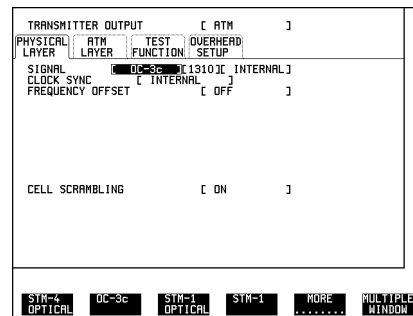 TRANSMITTER OUTPUT [ ATM ]
PHYSICAL ATM TEST OVERHEAD
LAYER LAYER FUNCTION SETUP
SIGNAL [ OC-3c ][1310][ INTERNAL]
CLOCK SYNC [ INTERNAL ]
FREQUENCY OFFSET [ OFF ]
CELL SCRAMBLING [ ON ]
STM-4 OC-3c STM-1 STM-1 MORE MULTIPLE
OPTICAL OPTICAL ........ WINDOW